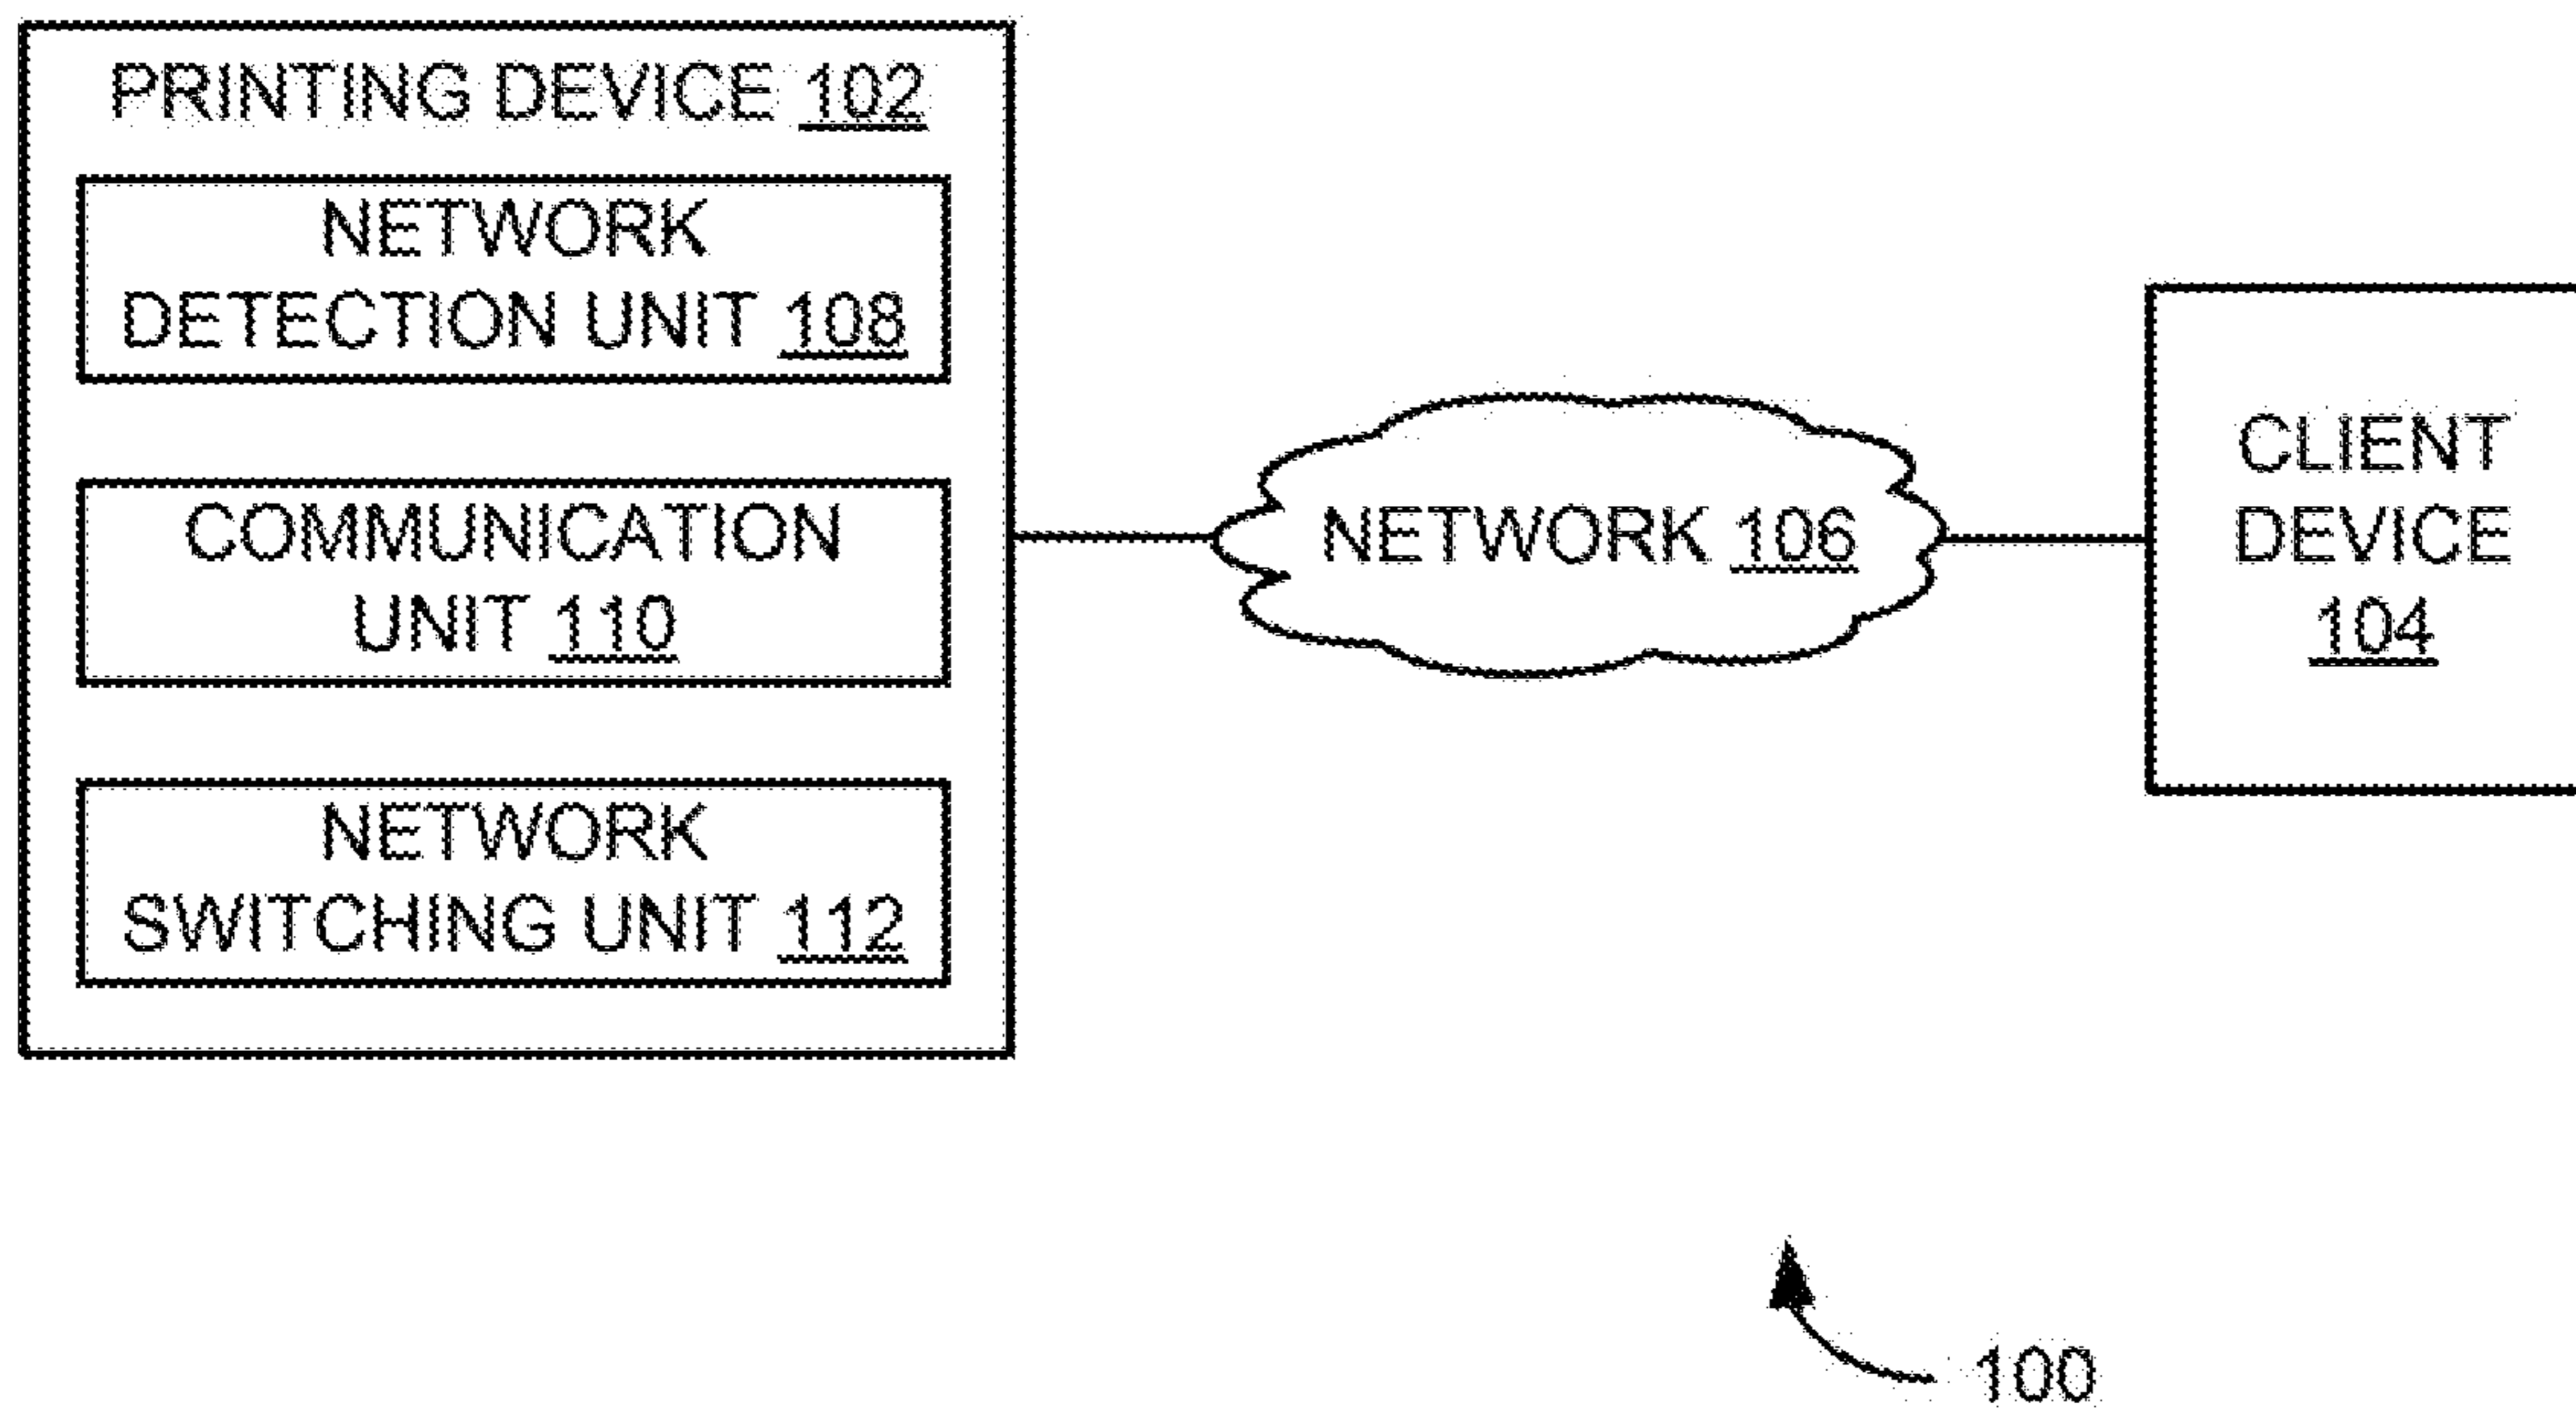 PRINTING DEVICE 102
NETWORK
DETECTION UNIT 108
COMMUNICATION
UNIT 110
NETWORK
SWITCHING UNIT 112
NETWORK 106
CLIENT
DEVICE
104
100